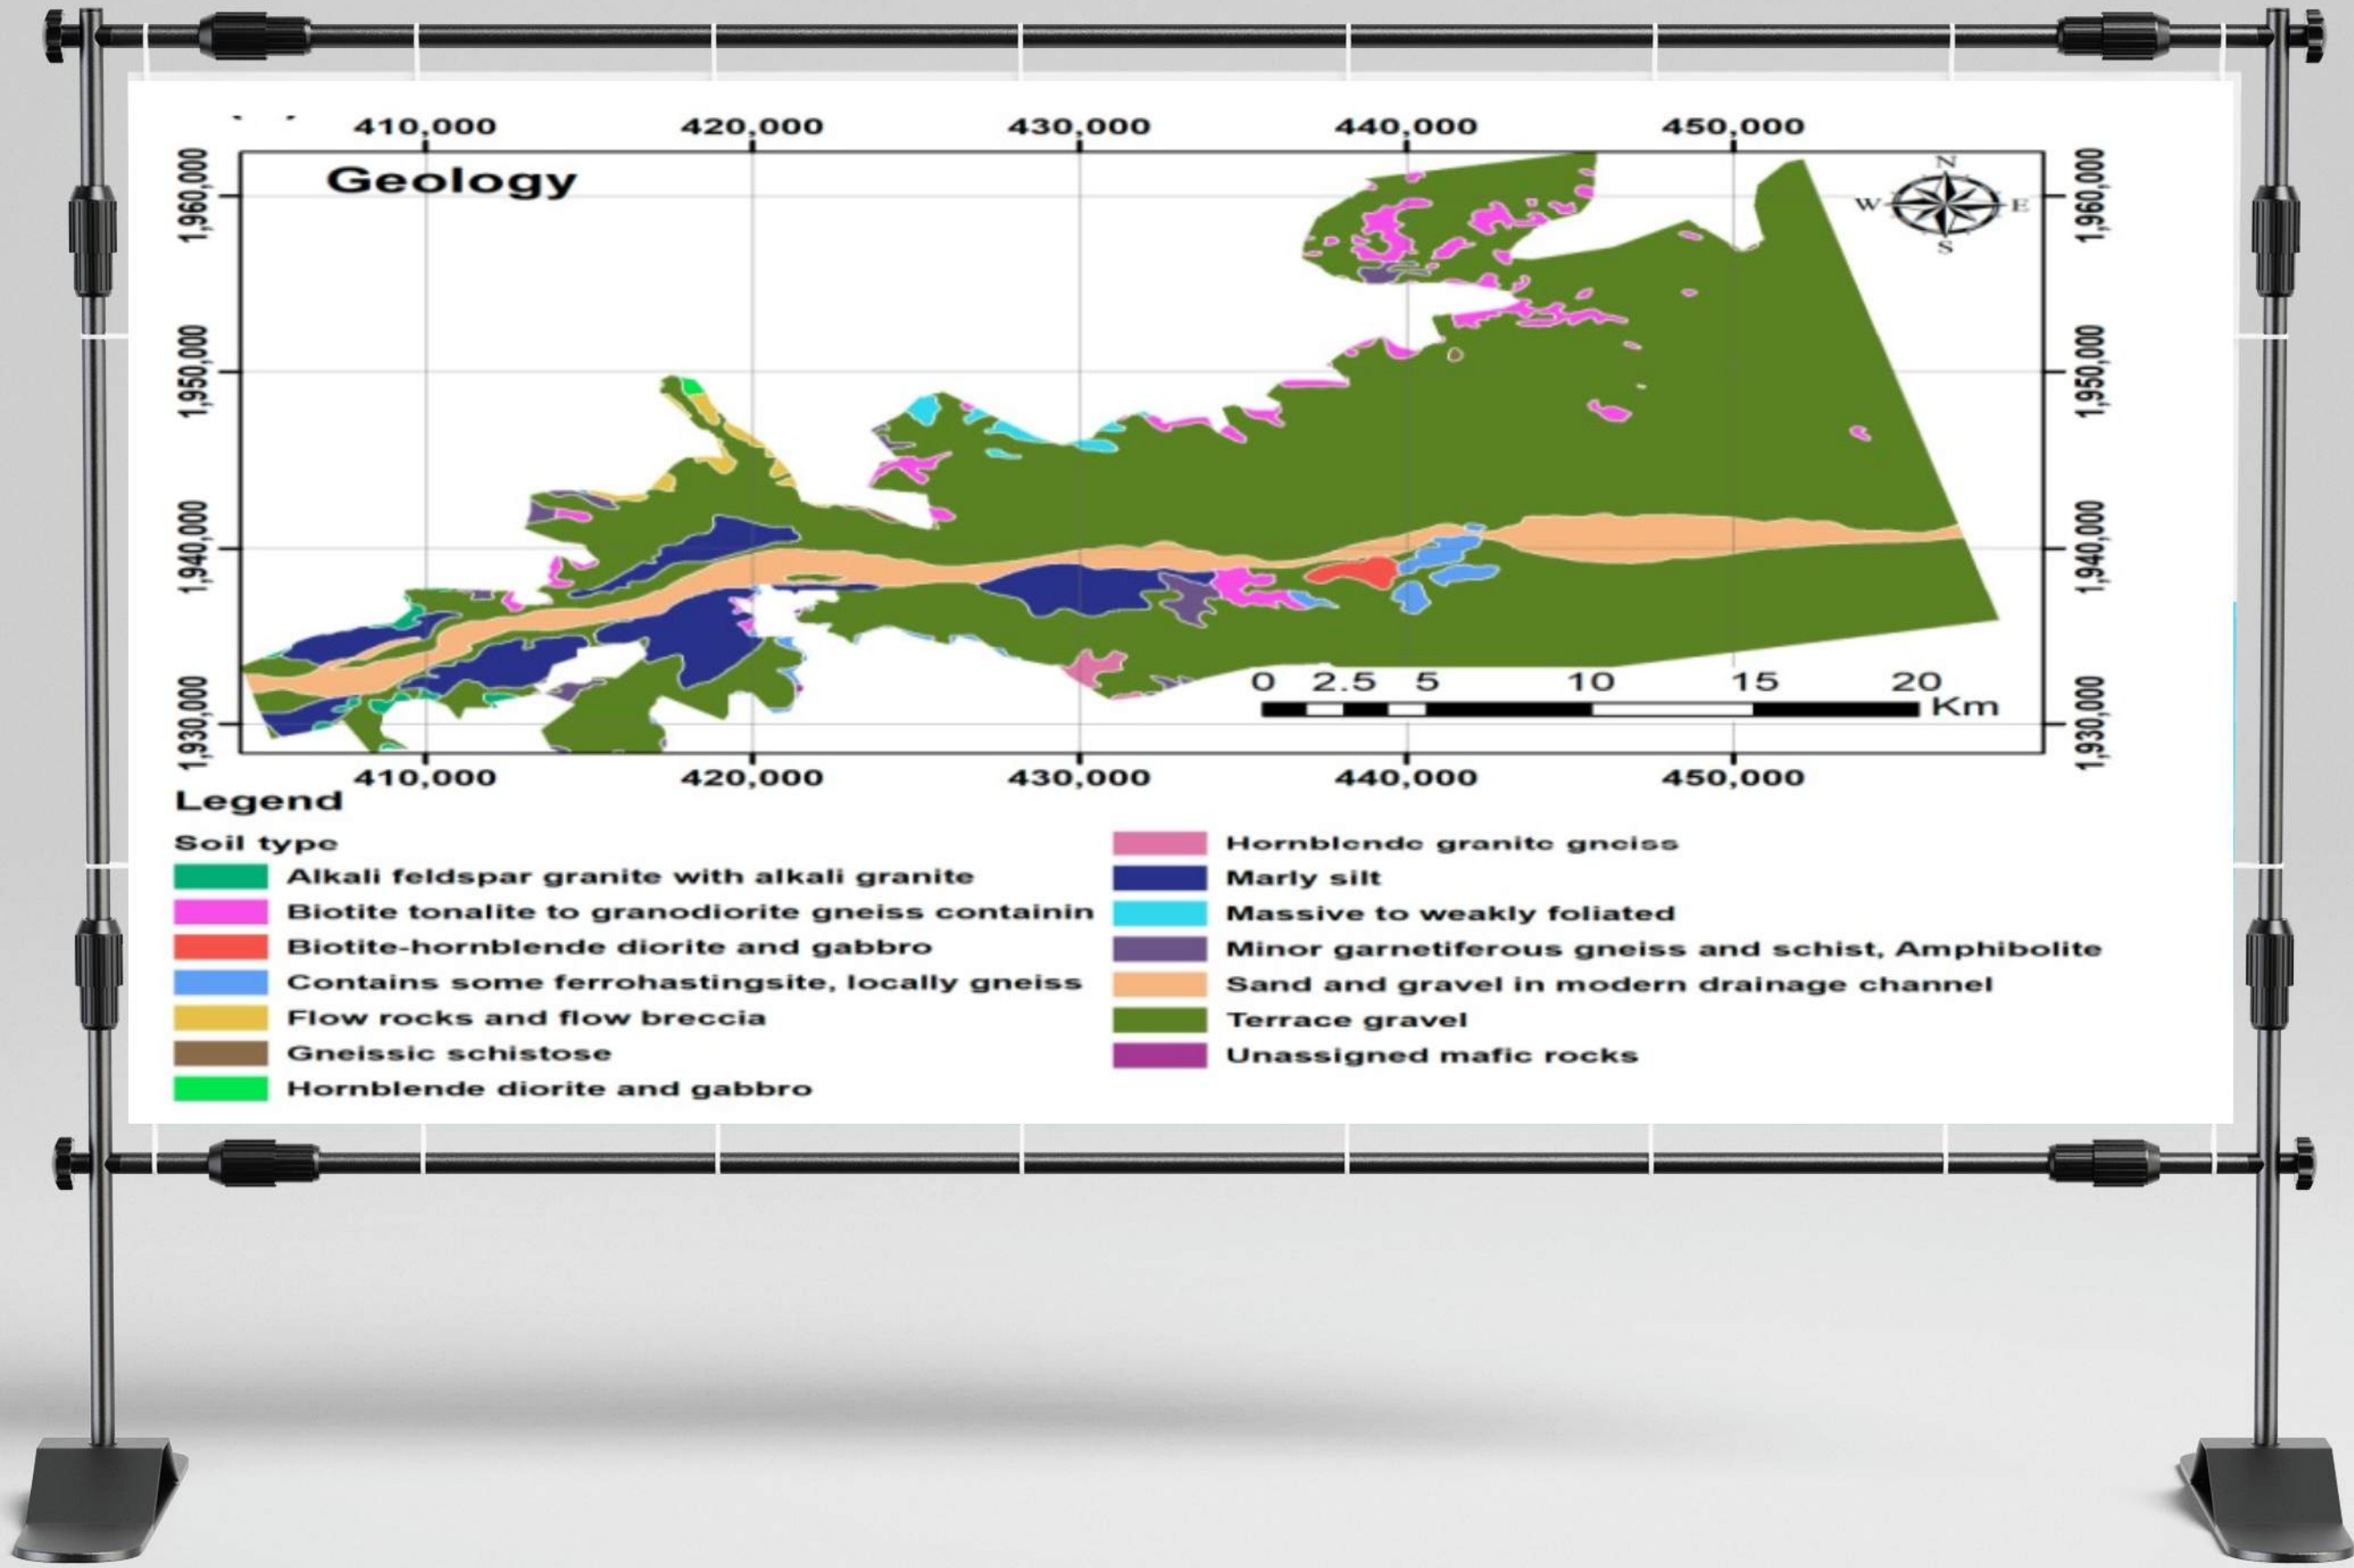 410,000 420,000 430,000 440,000 450,000
Geology
N
W E
S
1,960,000 1,960,000
1,950,000 1,950,000
1,940,000 1,940,000
1,930,000 1,930,000
0 2.5 5 10 15 20
Km
410,000 420,000 430,000 440,000 450,000
Legend
Soil type
Alkali feldspar granite with alkali granite
Biotite tonalite to granodiorite gneiss containin
Biotite-hornblende diorite and gabbro
Contains some ferrohastingsite, locally gneiss
Flow rocks and flow breccia
Gneissic schistose
Hornblende diorite and gabbro
Hornblende granite gneiss
Marly silt
Massive to weakly foliated
Minor garnetiferous gneiss and schist, Amphibolite
Sand and gravel in modern drainage channel
Terrace gravel
Unassigned mafic rocks